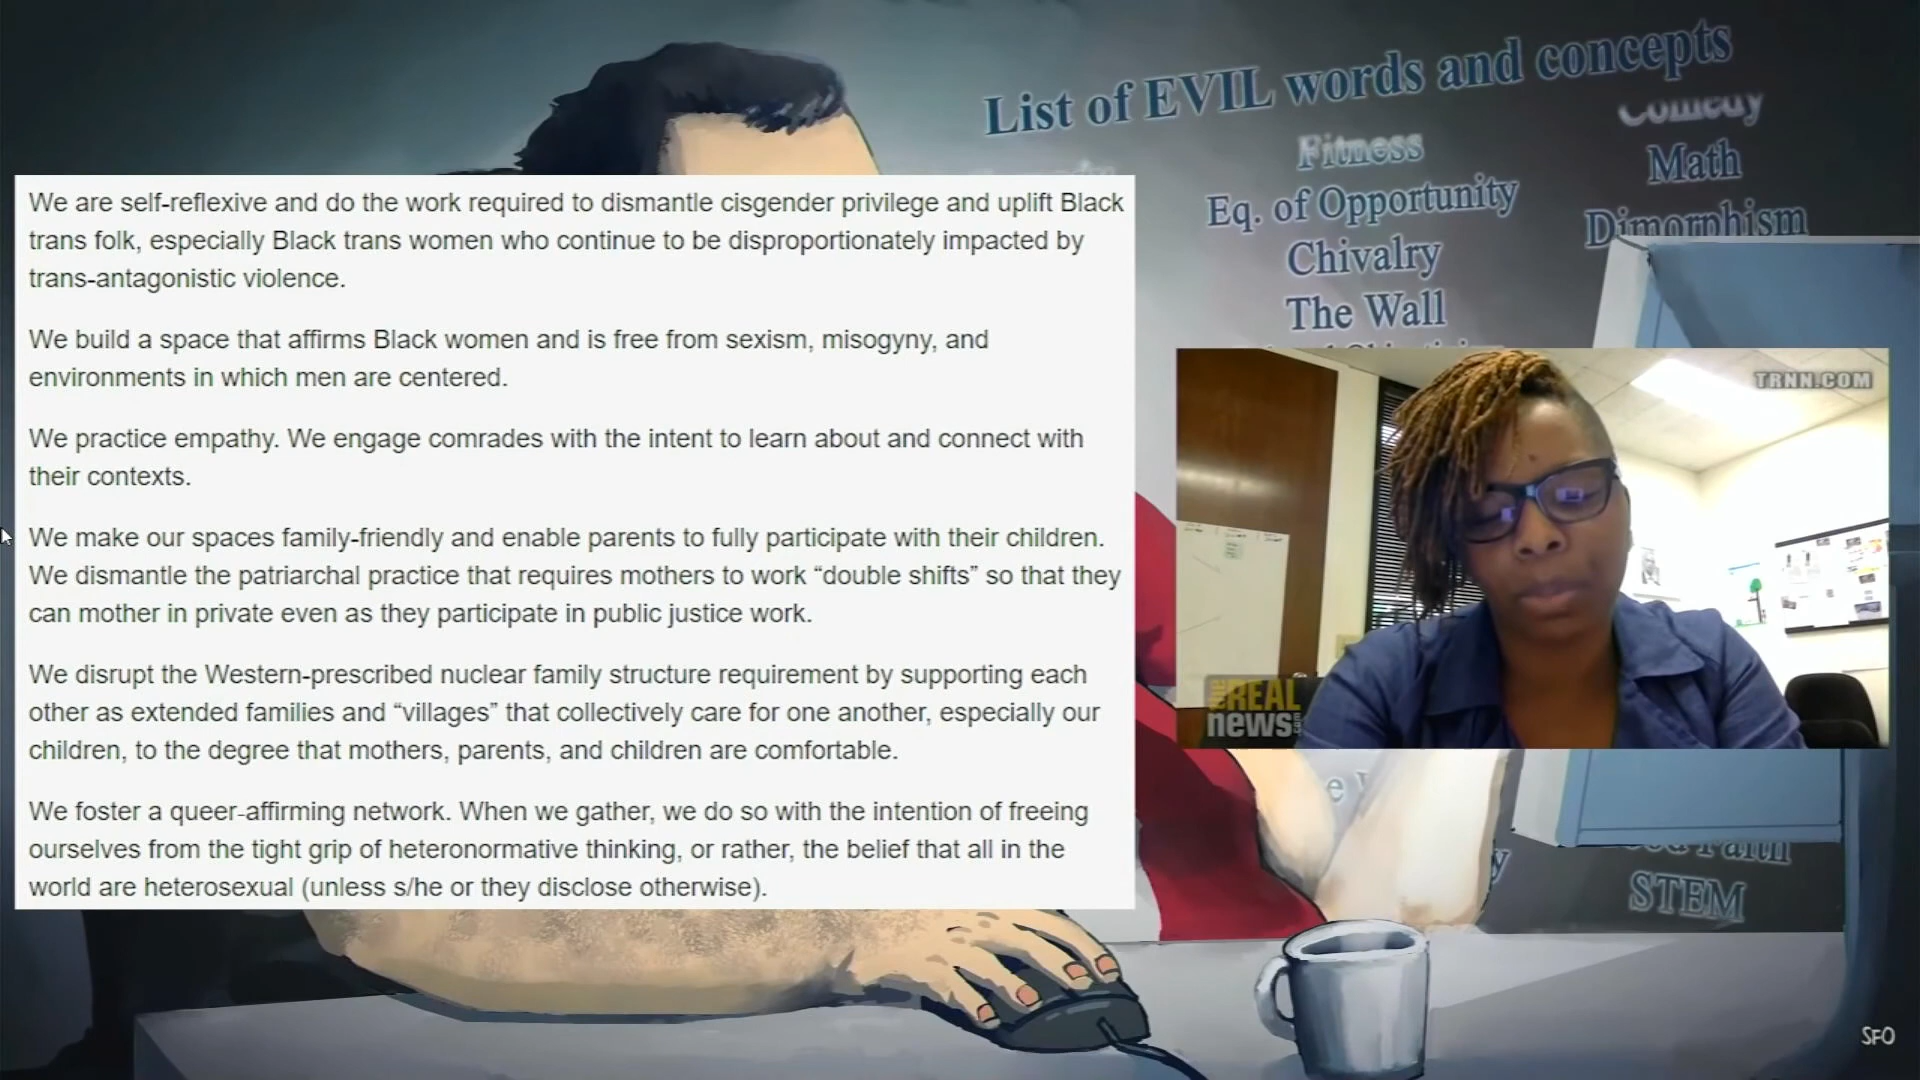 List of EVIL words and concepts
Comedy
Fitness
Math
Eq. of Opportunity
Dimorphism
Chivalry
The Wall
We are self-reflexive and do the work required to dismantle cisgender privilege and uplift Black
trans folk, especially Black trans women who continue to be disproportionately impacted by
trans-antagonistic violence.
We build a space that affirms Black women and is free from sexism, misogyny, and
environments in which men are centered.
We practice empathy. We engage comrades with the intent to learn about and connect with
their contexts.
We make our spaces family-friendly and enable parents to fully participate with their children.
We dismantle the patriarchal practice that requires mothers to work “double shifts” so that they
can mother in private even as they participate in public justice work.
We disrupt the Western-prescribed nuclear family structure requirement by supporting each
other as extended families and “villages” that collectively care for one another, especially our
children, to the degree that mothers, parents, and children are comfortable.
We foster a queer-affirming network. When we gather, we do so with the intention of freeing
ourselves from the tight grip of heteronormative thinking, or rather, the belief that all in the
world are heterosexual (unless s/he or they disclose otherwise).
TRNN.COM
the REAL
news.com
STEM
SFO